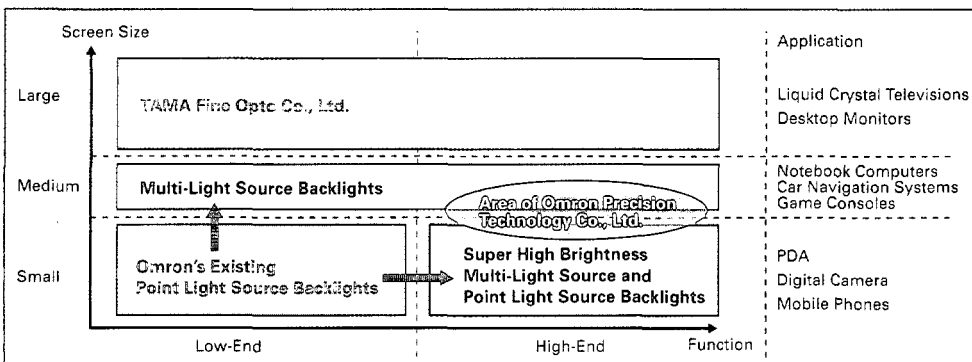 Screen Size
Application
Large
TAMA Fine Opto Co., Ltd.
Liquid Crystal Televisions
Desktop Monitors
Medium
Multi-Light Source Backlights
Area of Omron Precision
Technology Co., Ltd.
Notebook Computers
Car Navigation Systems
Game Consoles
Small
Omron's Existing
Point Light Source Backlights
Super High Brightness
Multi-Light Source and
Point Light Source Backlights
PDA
Digital Camera
Mobile Phones
Low-End
High-End
Function